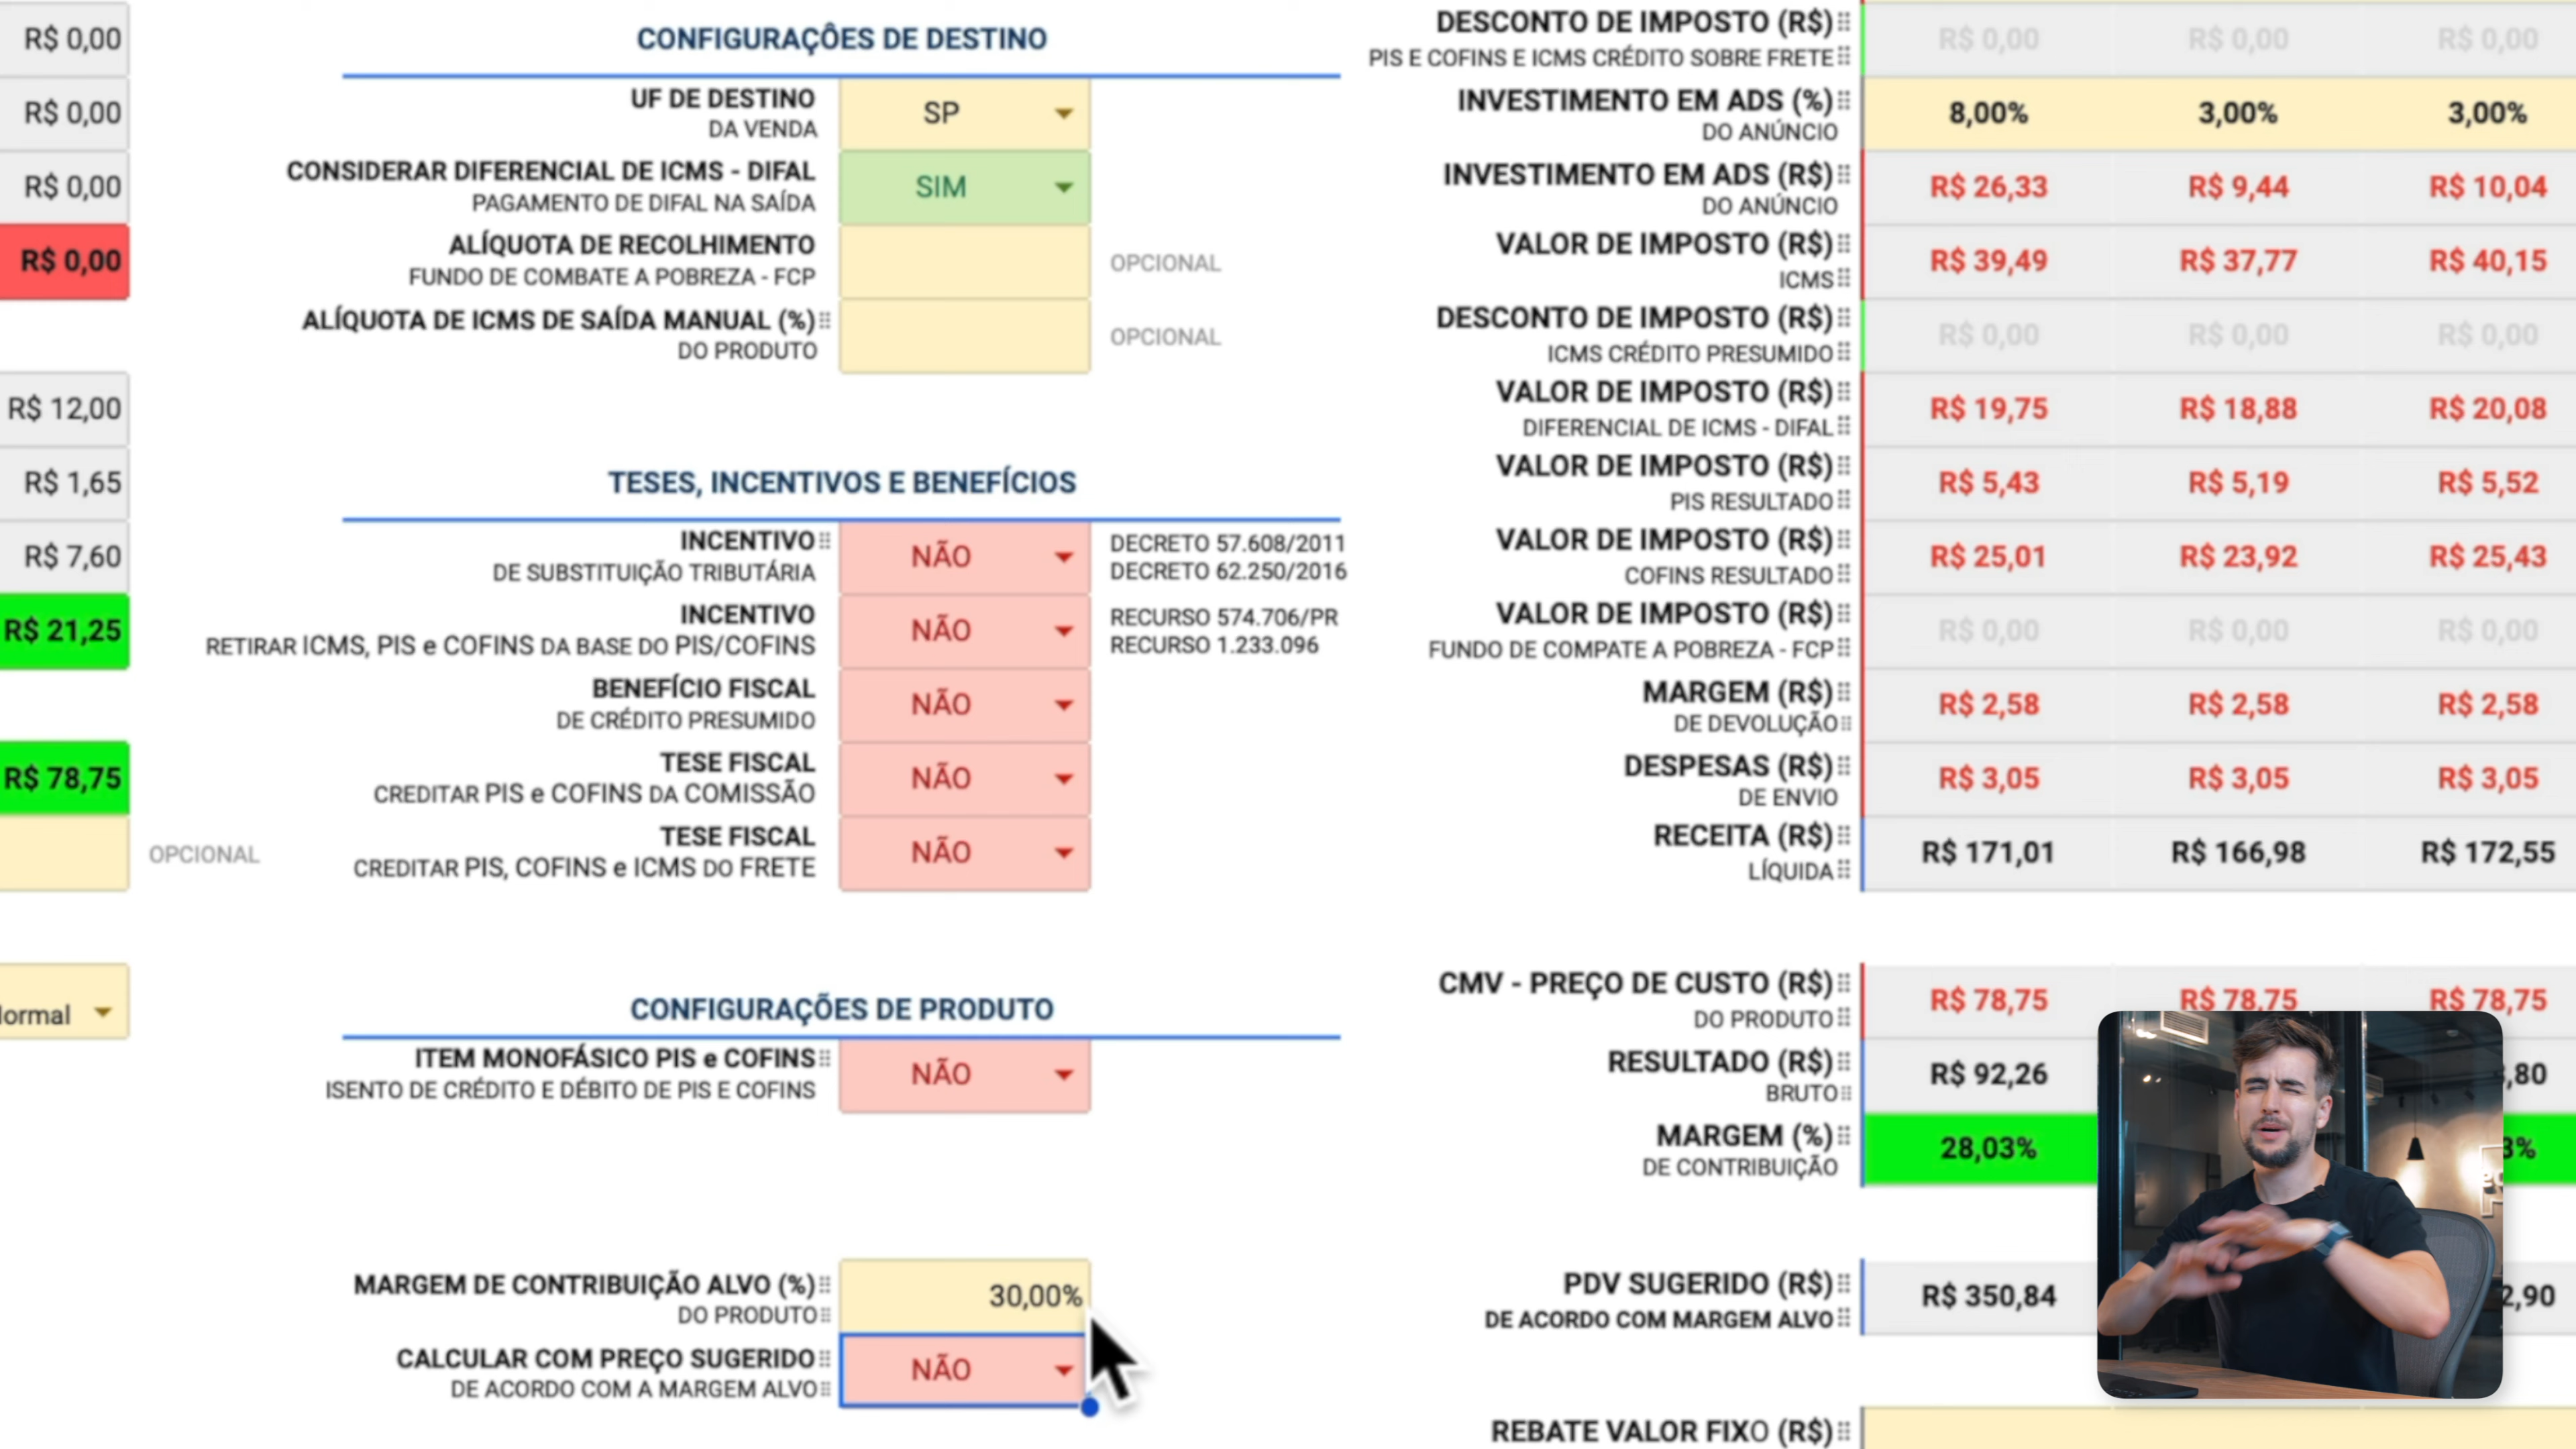 R$ 0,00
R$ 0,00
R$ 0,00
R$ 0,00
R$ 12,00
R$ 1,65
R$ 7,60
R$ 21,25
R$ 78,75
OPCIONAL
CONFIGURAÇÔES DE DESTINO
UF DE DESTINO
DA VENDA
SP
CONSIDERAR DIFERENCIAL DE ICMS - DIFAL
PAGAMENTO DE DIFAL NA SAÍDA
SIM
ALÍQUOTA DE RECOLHIMENTO
FUNDO DE COMBATE A POBREZA - FCP
OPCIONAL
ALÍQUOTA DE ICMS DE SAÍDA MANUAL (%)
DO PRODUTO
OPCIONAL
TESES, INCENTIVOS E BENEFÍCIOS
INCENTIVO
DE SUBSTITUIÇÃO TRIBUTÁRIA
NÃO
DECRETO 57.608/2011
DECRETO 62.250/2016
INCENTIVO
RETIRAR ICMS, PIS e COFINS DA BASE DO PIS/COFINS
NÃO
RECURSO 574.706/PR
RECURSO 1.233.096
BENEFÍCIO FISCAL
DE CRÉDITO PRESUMIDO
NÃO
TESE FISCAL
CREDITAR PIS e COFINS DA COMISSÃO
NÃO
TESE FISCAL
CREDITAR PIS, COFINS e ICMS DO FRETE
NÃO
CONFIGURAÇÕES DE PRODUTO
ITEM MONOFÁSICO PIS e COFINS
ISENTO DE CRÉDITO E DÉBITO DE PIS E COFINS
NÃO
MARGEM DE CONTRIBUIÇÃO ALVO (%)
DO PRODUTO
30,00%
CALCULAR COM PREÇO SUGERIDO
DE ACORDO COM A MARGEM ALVO
NÃO
DESCONTO DE IMPOSTO (R$)
PIS E COFINS E ICMS CRÉDITO SOBRE FRETE
R$ 0,00 R$ 0,00 R$ 0,00
INVESTIMENTO EM ADS (%)
DO ANÚNCIO
8,00% 3,00% 3,00%
INVESTIMENTO EM ADS (R$)
DO ANÚNCIO
R$ 26,33 R$ 9,44 R$ 10,04
VALOR DE IMPOSTO (R$)
ICMS
R$ 39,49 R$ 37,77 R$ 40,15
DESCONTO DE IMPOSTO (R$)
ICMS CRÉDITO PRESUMIDO
R$ 0,00 R$ 0,00 R$ 0,00
VALOR DE IMPOSTO (R$)
DIFERENCIAL DE ICMS - DIFAL
R$ 19,75 R$ 18,88 R$ 20,08
VALOR DE IMPOSTO (R$)
PIS RESULTADO
R$ 5,43 R$ 5,19 R$ 5,52
VALOR DE IMPOSTO (R$)
COFINS RESULTADO
R$ 25,01 R$ 23,92 R$ 25,43
VALOR DE IMPOSTO (R$)
FUNDO DE COMPATE A POBREZA - FCP
R$ 0,00 R$ 0,00 R$ 0,00
MARGEM (R$)
DE DEVOLUÇÃO
R$ 2,58 R$ 2,58 R$ 2,58
DESPESAS (R$)
DE ENVIO
R$ 3,05 R$ 3,05 R$ 3,05
RECEITA (R$)
LÍQUIDA
R$ 171,01 R$ 166,98 R$ 172,55
CMV - PREÇO DE CUSTO (R$)
DO PRODUTO
R$ 78,75 R$ 78,75 R$ 78,75
RESULTADO (R$)
BRUTO
R$ 92,26
,80
MARGEM (%)
DE CONTRIBUIÇÃO
28,03%
3%
PDV SUGERIDO (R$)
DE ACORDO COM MARGEM ALVO
R$ 350,84
2,90
REBATE VALOR FIXO (R$)